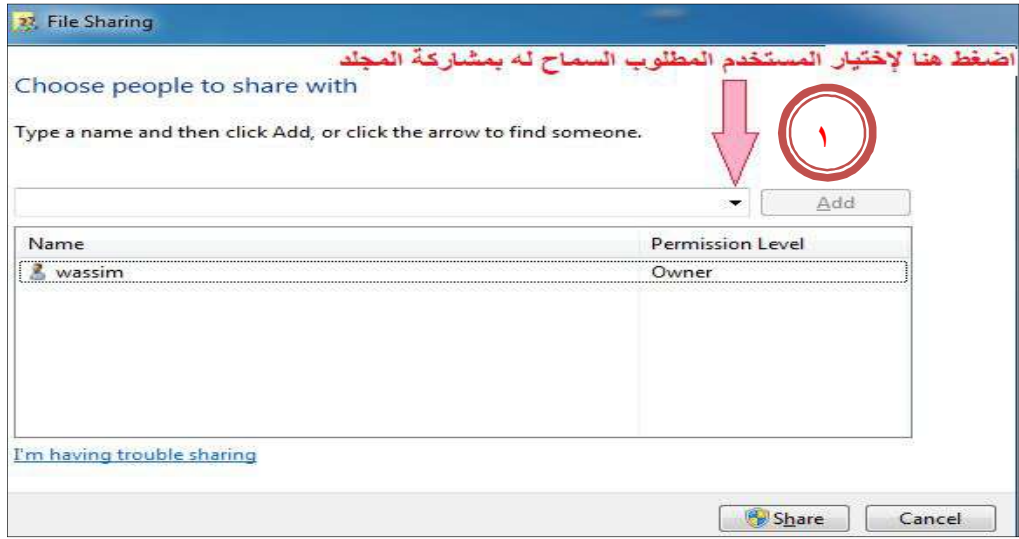 File Sharing
اضغط هنا لإختيار المستخدم المطلوب السماح له بمشاركة المجلد
Choose people to share with
Type a name and then click Add, or click the arrow to find someone.
١
Add
Name Permission Level
wassim Owner
I'm having trouble sharing
Share Cancel